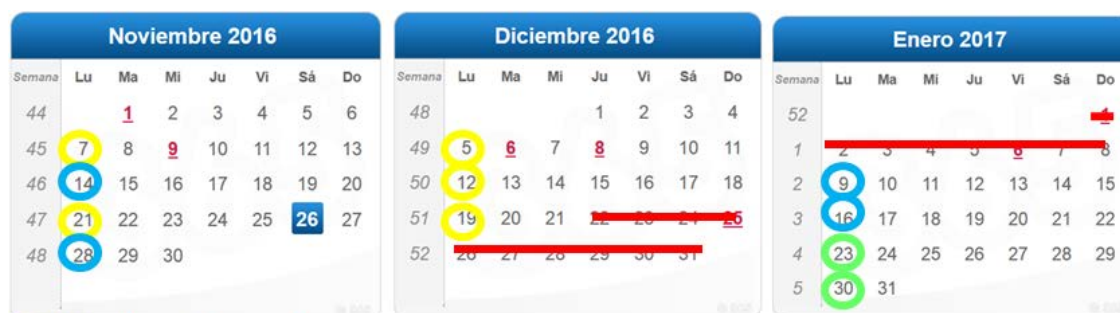 Noviembre 2016
Semana Lu Ma Mi Ju Vi Sá Do
44 1 2 3 4 5 6
45 7 8 9 10 11 12 13
46 14 15 16 17 18 19 20
47 21 22 23 24 25 26 27
48 28 29 30
Diciembre 2016
Semana Lu Ma Mi Ju Vi Sá Do
48 1 2 3 4
49 5 6 7 8 9 10 11
50 12 13 14 15 16 17 18
51 19 20 21 22 23 24 25
52 26 27 28 29 30 31
Enero 2017
Semana Lu Ma Mi Ju Vi Sá Do
52 1
1 2 3 4 5 6 7 8
2 9 10 11 12 13 14 15
3 16 17 18 19 20 21 22
4 23 24 25 26 27 28 29
5 30 31